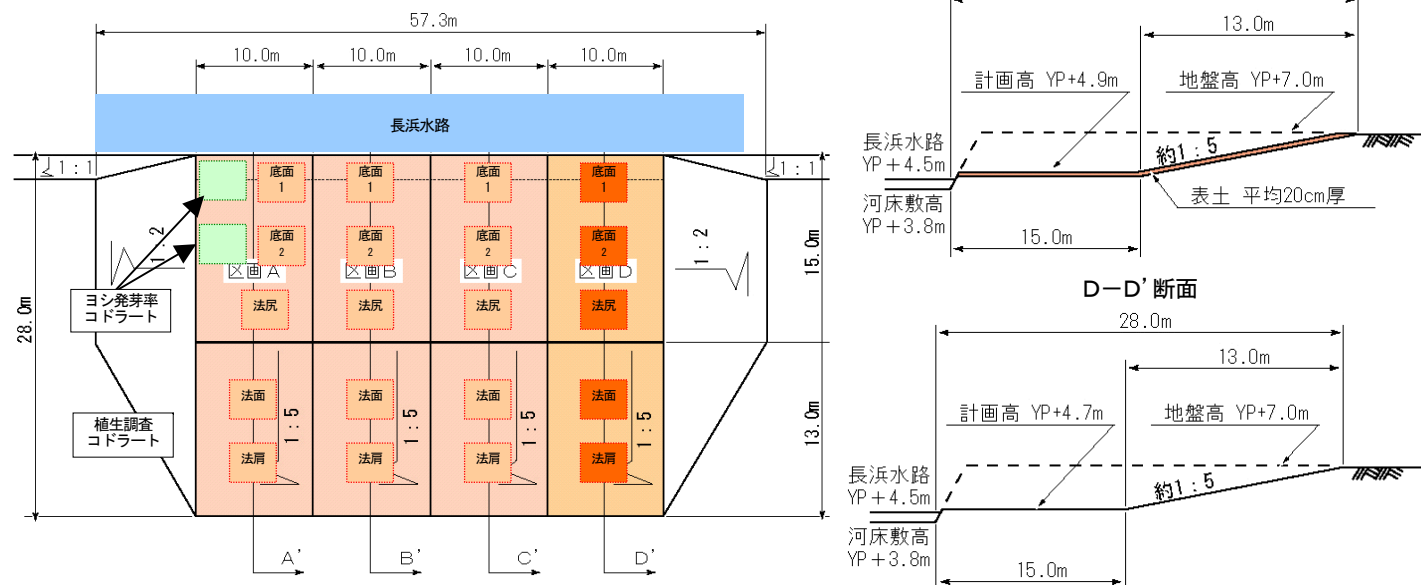 57.3m
10.0m
10.0m
10.0m
10.0m
長浜水路
1:1
1:1
底面
1
底面
1
底面
1
底面
1
底面
2
底面
2
底面
2
底面
2
区画A
区画B
区画C
区画D
1:2
1:2
ヨシ発芽率
コドラート
法尻
法尻
法尻
法尻
28.0m
15.0m
13.0m
植生調査
コドラート
法面
法面
法面
法面
1:5
1:5
1:5
1:5
法肩
法肩
法肩
法肩
A'
B'
C'
D'
13.0m
計画高 YP+4.9m
地盤高 YP+7.0m
長浜水路
YP+4.5m
約1:5
河床敷高
YP+3.8m
表土 平均20cm厚
15.0m
D－D'断面
28.0m
13.0m
計画高 YP+4.7m
地盤高 YP+7.0m
長浜水路
YP+4.5m
約1:5
河床敷高
YP+3.8m
15.0m